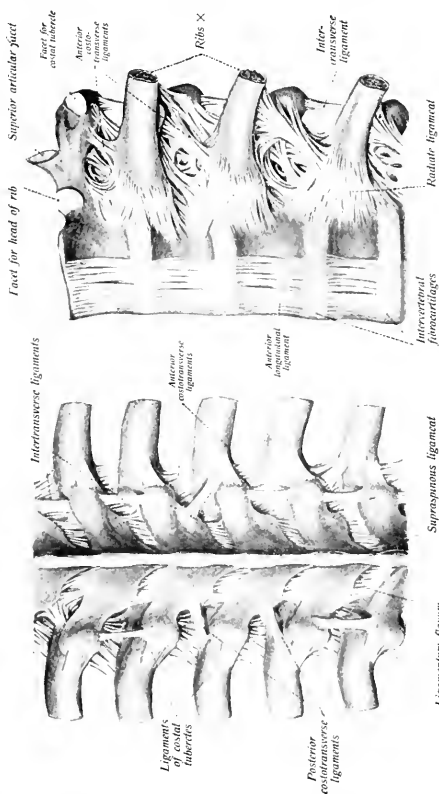 Superior articular facet
Facet for
costal tubercle
Anterior
costo-
transverse
ligaments
Ribs ×
Inter-
transverse
ligament
Facet for head of rib
Radiate ligament
Intervertebral
fibrocartilages
Anterior
longitudinal
ligament
Intertransverse ligaments
Anterior
costotransverse
ligaments
Supraspinous ligament
Ligaments
of costal
tubercles
Posterior
costotransverse
ligaments